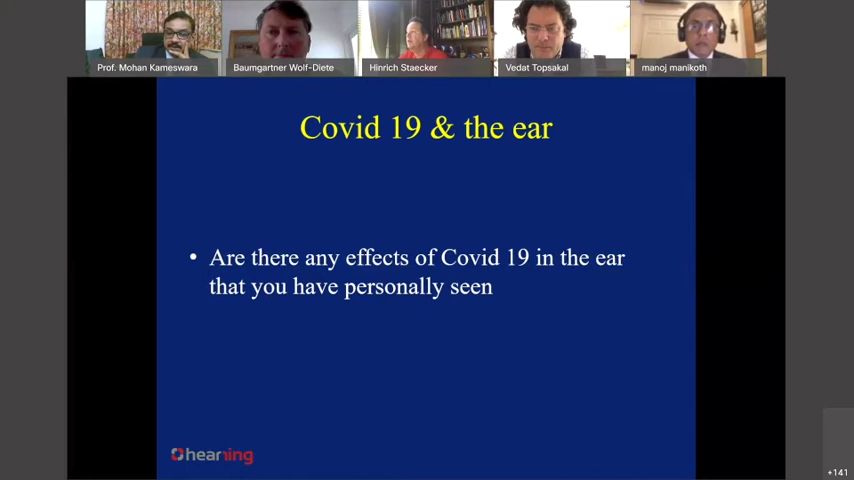 Prof. Mohan Kameswara
Baumgartner Wolf-Diete
Hinrich Staecker
Vedat Topsakal
manoj manikoth
Covid 19 & the ear
• Are there any effects of Covid 19 in the ear
that you have personally seen
hearring
+141